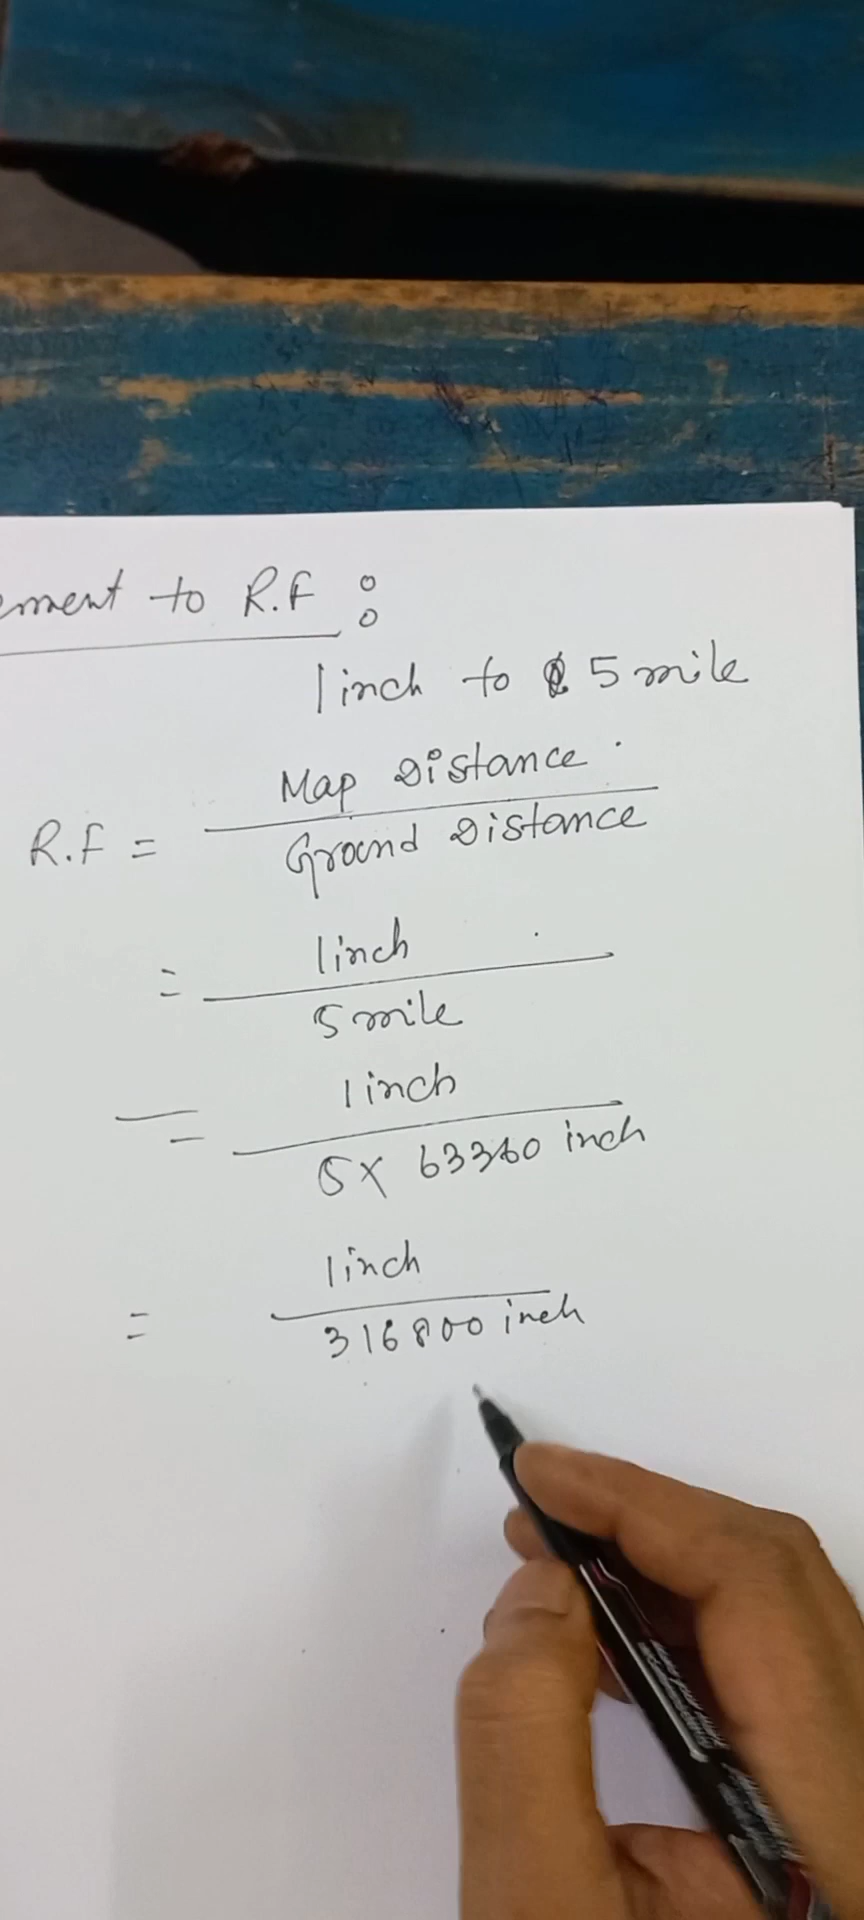 ement to R.F :
1 inch to 5 mile
R.F = Map Distance / Ground Distance
= 1 inch / 5 mile
= 1 inch / 5 X 63360 inch
= 1 inch / 316800 inch